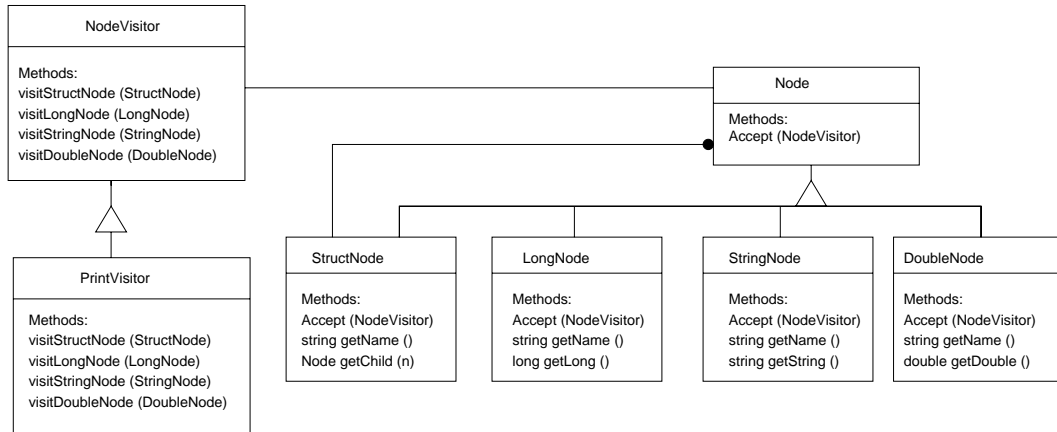 NodeVisitor
Methods:
visitStructNode (StructNode)
visitLongNode (LongNode)
visitStringNode (StringNode)
visitDoubleNode (DoubleNode)
Node
Methods:
Accept (NodeVisitor)
PrintVisitor
Methods:
visitStructNode (StructNode)
visitLongNode (LongNode)
visitStringNode (StringNode)
visitDoubleNode (DoubleNode)
StructNode
Methods:
Accept (NodeVisitor)
string getName ()
Node getChild (n)
LongNode
Methods:
Accept (NodeVisitor)
string getName ()
long getLong ()
StringNode
Methods:
Accept (NodeVisitor)
string getName ()
string getString ()
DoubleNode
Methods:
Accept (NodeVisitor)
string getName ()
double getDouble ()